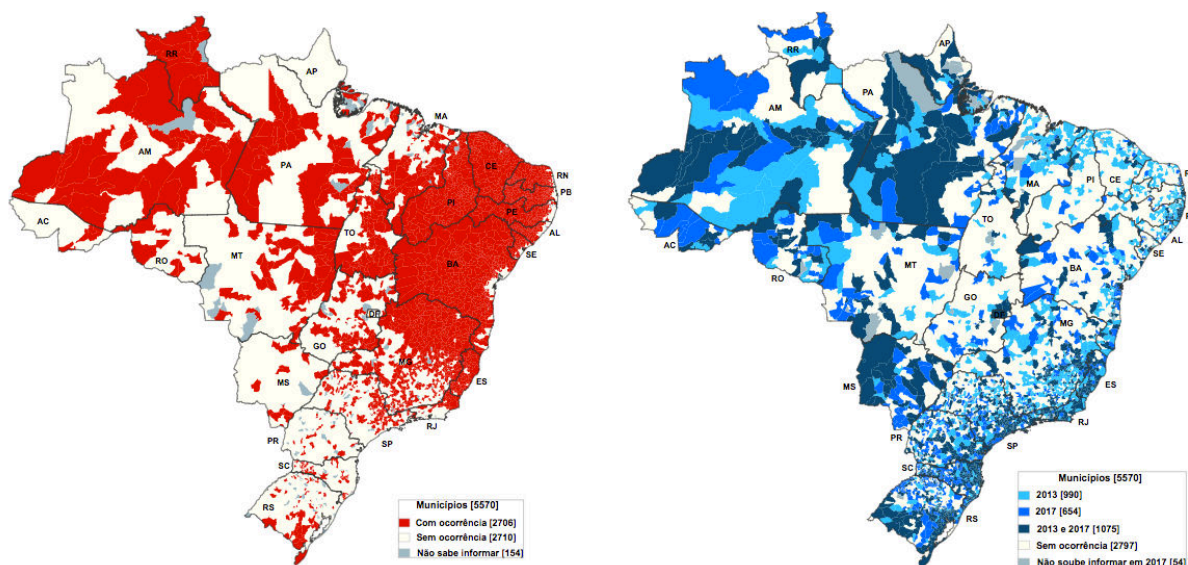 RR
AP
AM
PA
MA
CE
RN
PB
PI
PE
AL
SE
AC
TO
BA
RO
MT
DF
GO
MG
ES
MS
RJ
SP
PR
SC
RS
Municípios [5570]
Com ocorrência [2706]
Sem ocorrência [2710]
Não sabe informar [154]
AP
RR
AM
PA
MA
PI
CE
TO
AL
SE
AC
RO
MT
BA
GO
DF
MG
ES
MS
RJ
SP
PR
SC
RS
Municípios [5570]
2013 [990]
2017 [654]
2013 e 2017 [1075]
Sem ocorrência [2797]
Não soube informar em 2017 [54]